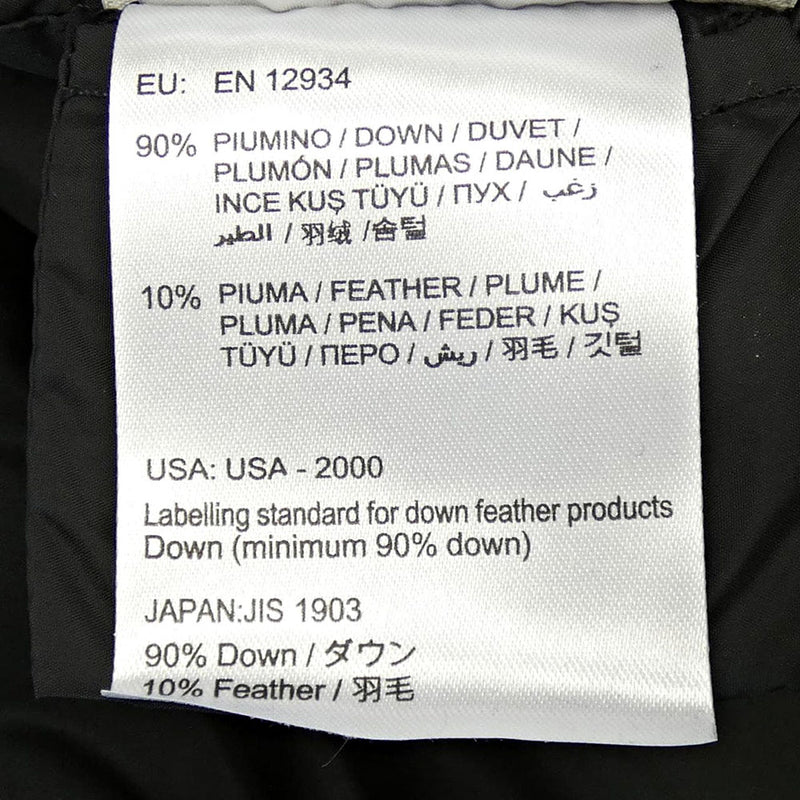 EU: EN 12934
90% PIUMINO / DOWN / DUVET /
PLUMÓN / PLUMAS / DAUNE /
INCE KUŞ TÜYÜ / ПУХ / زغب
الطير / 羽绒 /솜털
10% PIUMA / FEATHER / PLUME /
PLUMA / PENA / FEDER / KUŞ
TÜYÜ / ПЕРО / ريش / 羽毛 / 깃털
USA: USA - 2000
Labelling standard for down feather products
Down (minimum 90% down)
JAPAN:JIS 1903
90% Down / ダウン
10% Feather / 羽毛